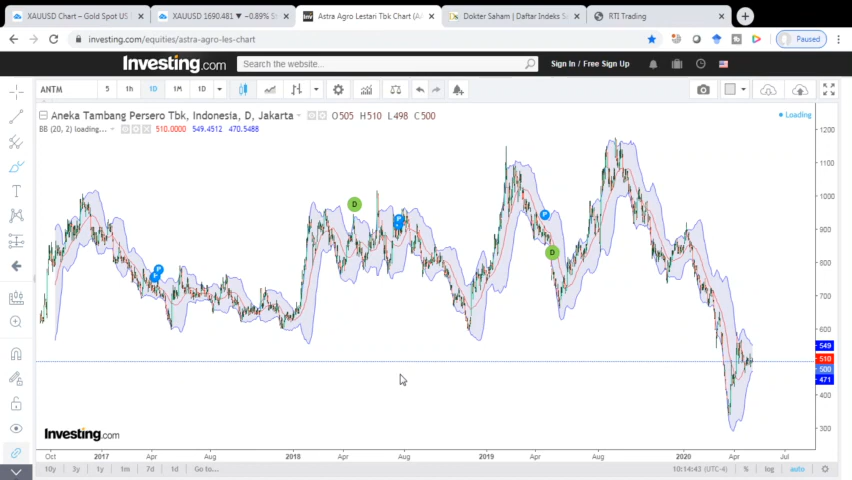 XAUUSD Chart – Gold Spot US
XAUUSD 1690.481 ▼ −0.89%
Astra Agro Lestari Tbk Chart (A
Dokter Saham | Daftar Indeks S
RTI Trading
investing.com/equities/astra-agro-les-chart
Paused
Investing.com
Search the website...
Sign In / Free Sign Up
ANTM
5
1h
1D
1M
1D
Aneka Tambang Persero Tbk, Indonesia, D, Jakarta
O505 H510 L498 C500
Loading
BB (20, 2) loading...
510.0000 549.4512 470.5488
1200
1100
1000
900
800
700
600
549
510
500
471
400
300
D
P
P
P
P
P
D
Investing.com
Oct
2017
Apr
Aug
2018
Apr
Aug
2019
Apr
Aug
2020
Apr
Jul
10y
3y
1y
1m
7d
1d
Go to...
10:14:43 (UTC-4)
%
log
auto